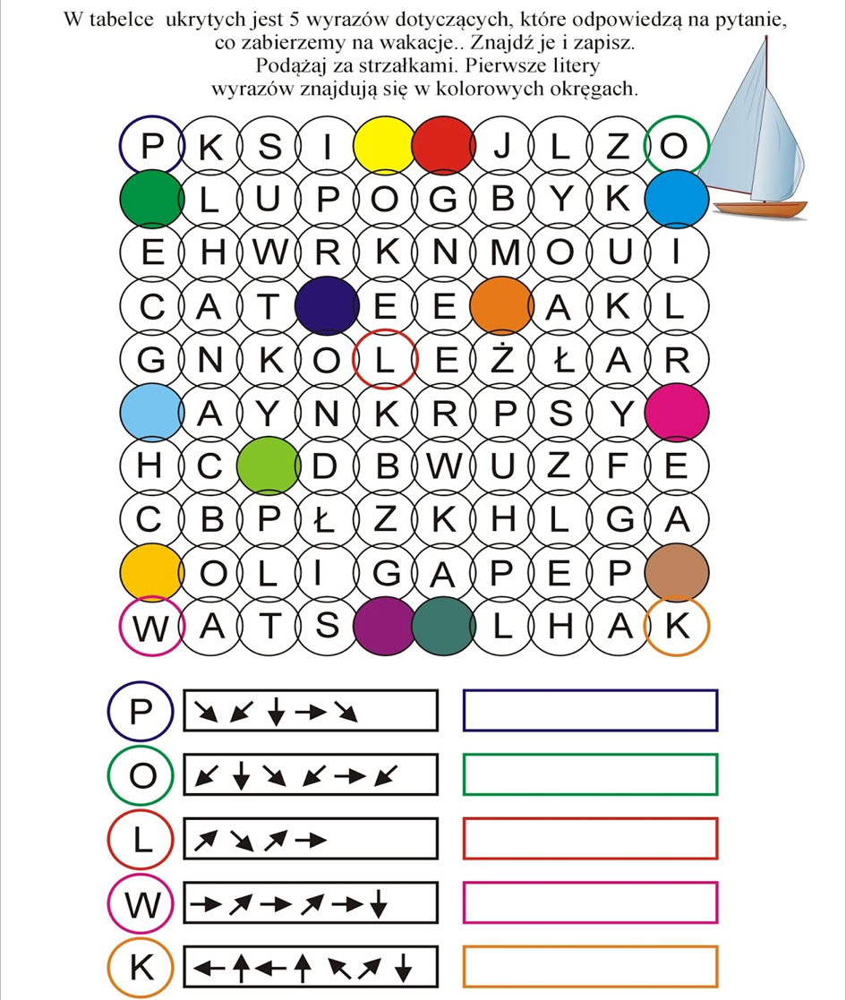 W tabelce ukrytych jest 5 wyrazów dotyczących, które odpowiedzą na pytanie,
co zabierzemy na wakacje.. Znajdź je i zapisz.
Podążaj za strzałkami. Pierwsze litery
wyrazów znajdują się w kolorowych okręgach.
P K S I J L Z O
L U P O G B Y K
E H W R K N M O U I
C A T E E A K L
G N K O L E Ż Ł A R
A Y N K R P S Y
H C D B W U Z F E
C B P Ł Z K H L G A
O L I G A P E P
W A T S L H A K
P
O
L
W
K